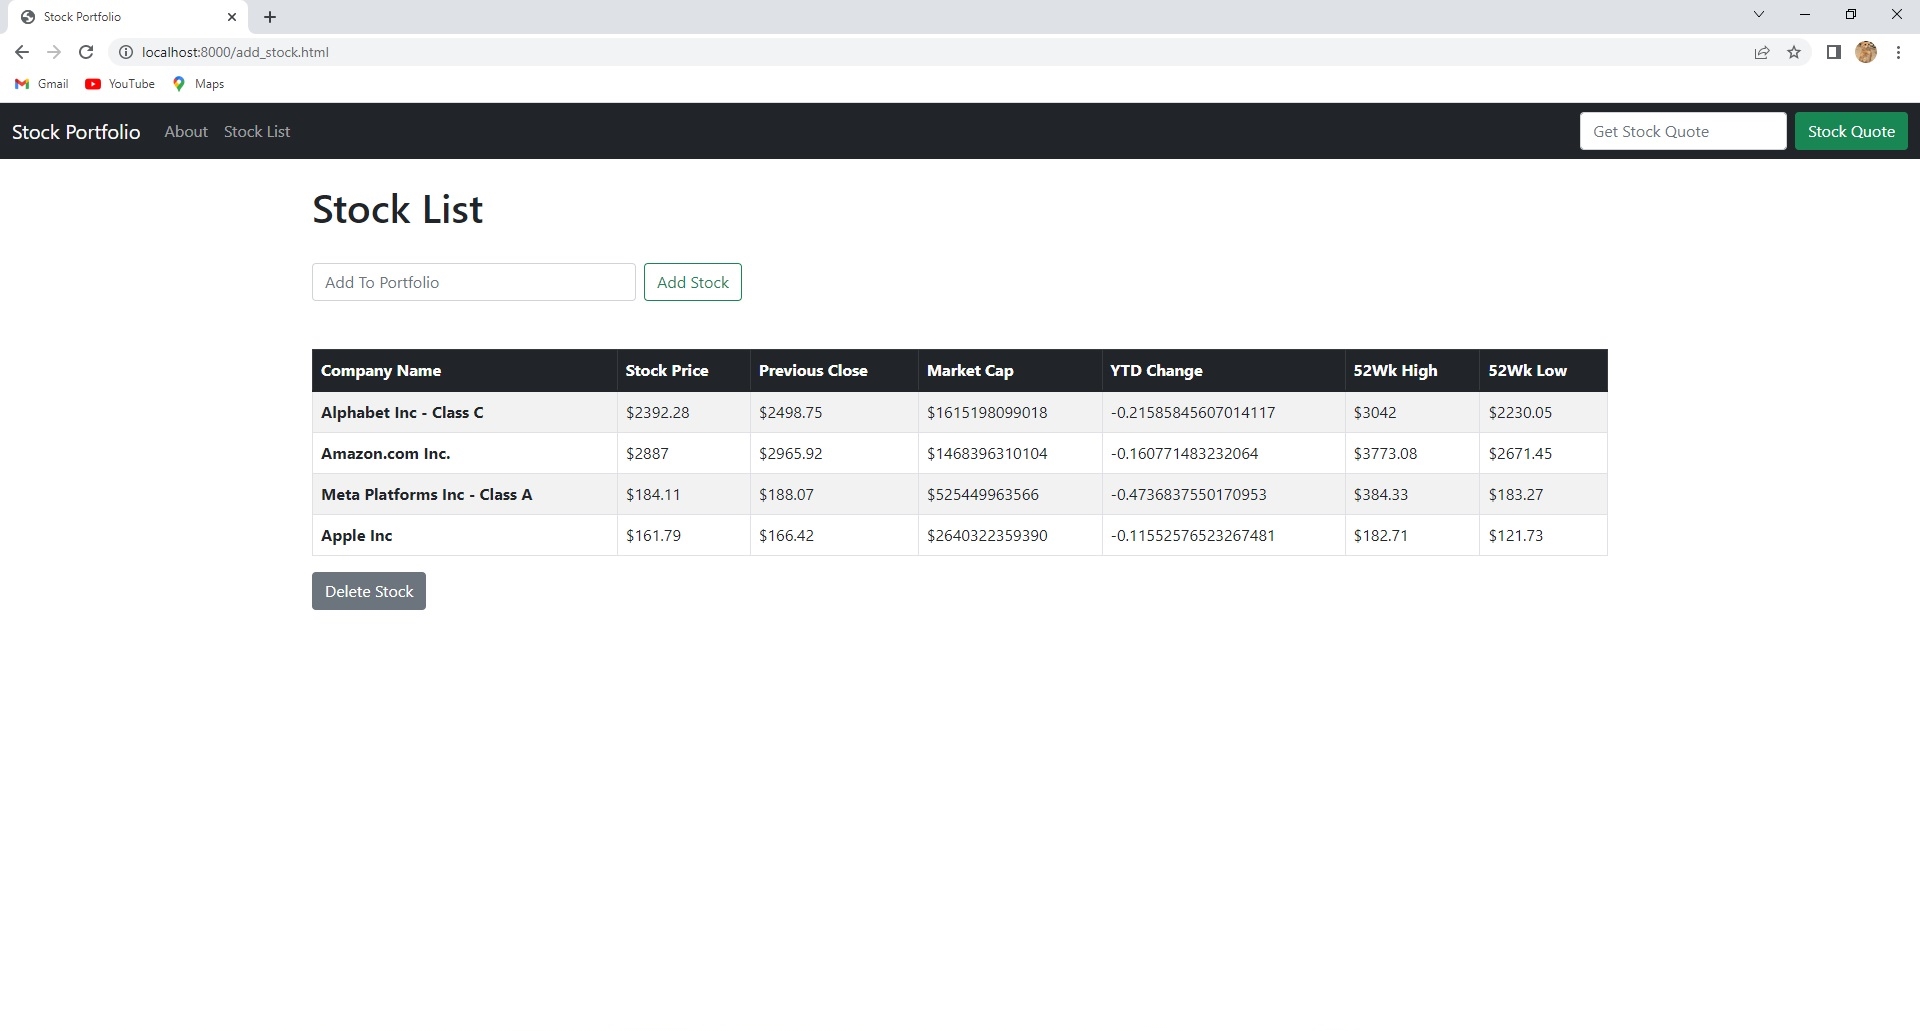 Stock Portfolio
localhost:8000/add_stock.html
Gmail YouTube Maps
Stock Portfolio About Stock List Get Stock Quote Stock Quote
Stock List
Add To Portfolio Add Stock
Company Name Stock Price Previous Close Market Cap YTD Change 52Wk High 52Wk Low
Alphabet Inc - Class C $2392.28 $2498.75 $1615198099018 -0.21585845607014117 $3042 $2230.05
Amazon.com Inc. $2887 $2965.92 $1468396310104 -0.160771483232064 $3773.08 $2671.45
Meta Platforms Inc - Class A $184.11 $188.07 $525449963566 -0.4736837550170953 $384.33 $183.27
Apple Inc $161.79 $166.42 $2640322359390 -0.11552576523267481 $182.71 $121.73
Delete Stock